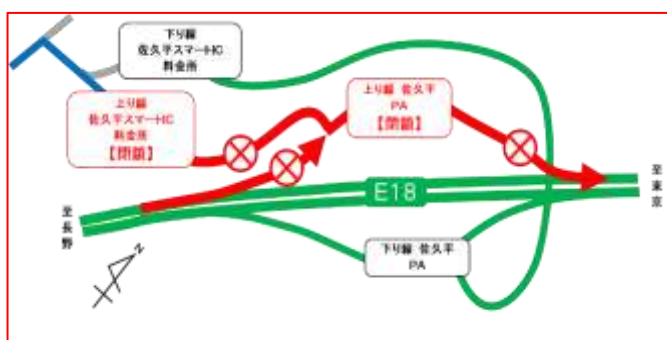 下り線
佐久平スマートIC
料金所
上り線
佐久平スマートIC
料金所
【閉鎖】
上り線 佐久平
PA
【閉鎖】
至東京
E18
至長野
下り線 佐久平
PA
N